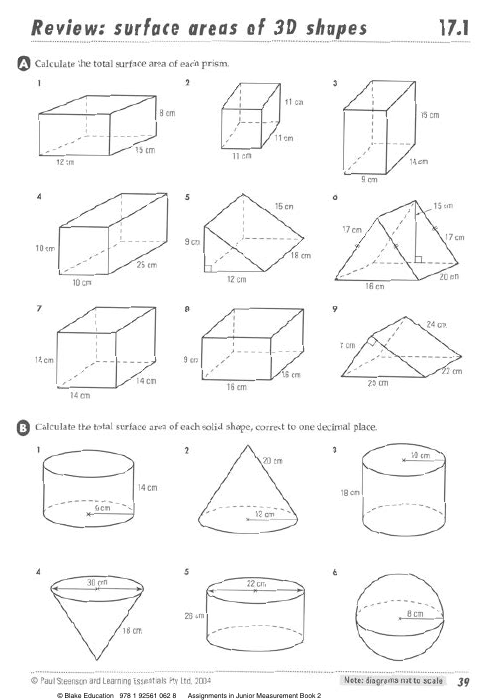 Review: surface areas of 3D shapes 17.1
A Calculate the total surface area of each prism.
1
8 cm
15 cm
12 cm
2
11 cm
11 cm
11 cm
3
15 cm
14 cm
9 cm
4
10 cm
25 cm
10 cm
5
15 cm
9 cm
18 cm
12 cm
6
15 cm
17 cm
17 cm
20 cm
16 cm
7
14 cm
14 cm
14 cm
8
9 cm
16 cm
16 cm
9
24 cm
7 cm
22 cm
25 cm
B Calculate the total surface area of each solid shape, correct to one decimal place.
1
14 cm
6cm
2
20 cm
12 cm
3
10 cm
18 cm
4
30 cm
18 cm
5
22 cm
6
8 cm
© Paul Steenson and Learning Essentials Pty Ltd, 2004 Note: diagrams not to scale 39
© Blake Education 978 1 92561 062 8 Assignments in Junior Measurement Book 2